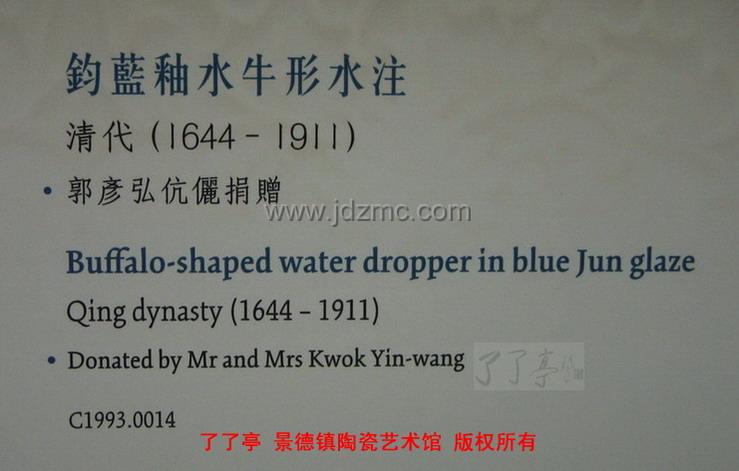 鈞藍釉水牛形水注
清代 (1644 - 1911)
• 郭彥弘伉儷捐贈
www.jdzmc.com
Buffalo-shaped water dropper in blue Jun glaze
Qing dynasty (1644 – 1911)
• Donated by Mr and Mrs Kwok Yin-wang
了了亭
C1993.0014
了了亭 景德镇陶瓷艺术馆 版权所有